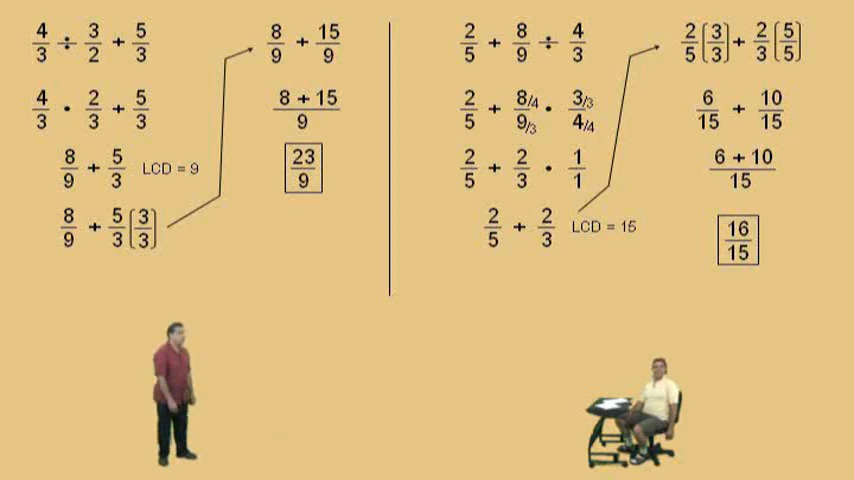 4/3 ÷ 3/2 + 5/3
4/3 · 2/3 + 5/3
8/9 + 5/3 LCD = 9
8/9 + 5/3 (3/3)
8/9 + 15/9
8 + 15 / 9
23/9
2/5 + 8/9 ÷ 4/3
2/5 + 8/4 / 9/3 · 3/3 / 4/4
2/5 + 2/3 · 1/1
2/5 + 2/3 LCD = 15
2/5 (3/3) + 2/3 (5/5)
6/15 + 10/15
6 + 10 / 15
16/15